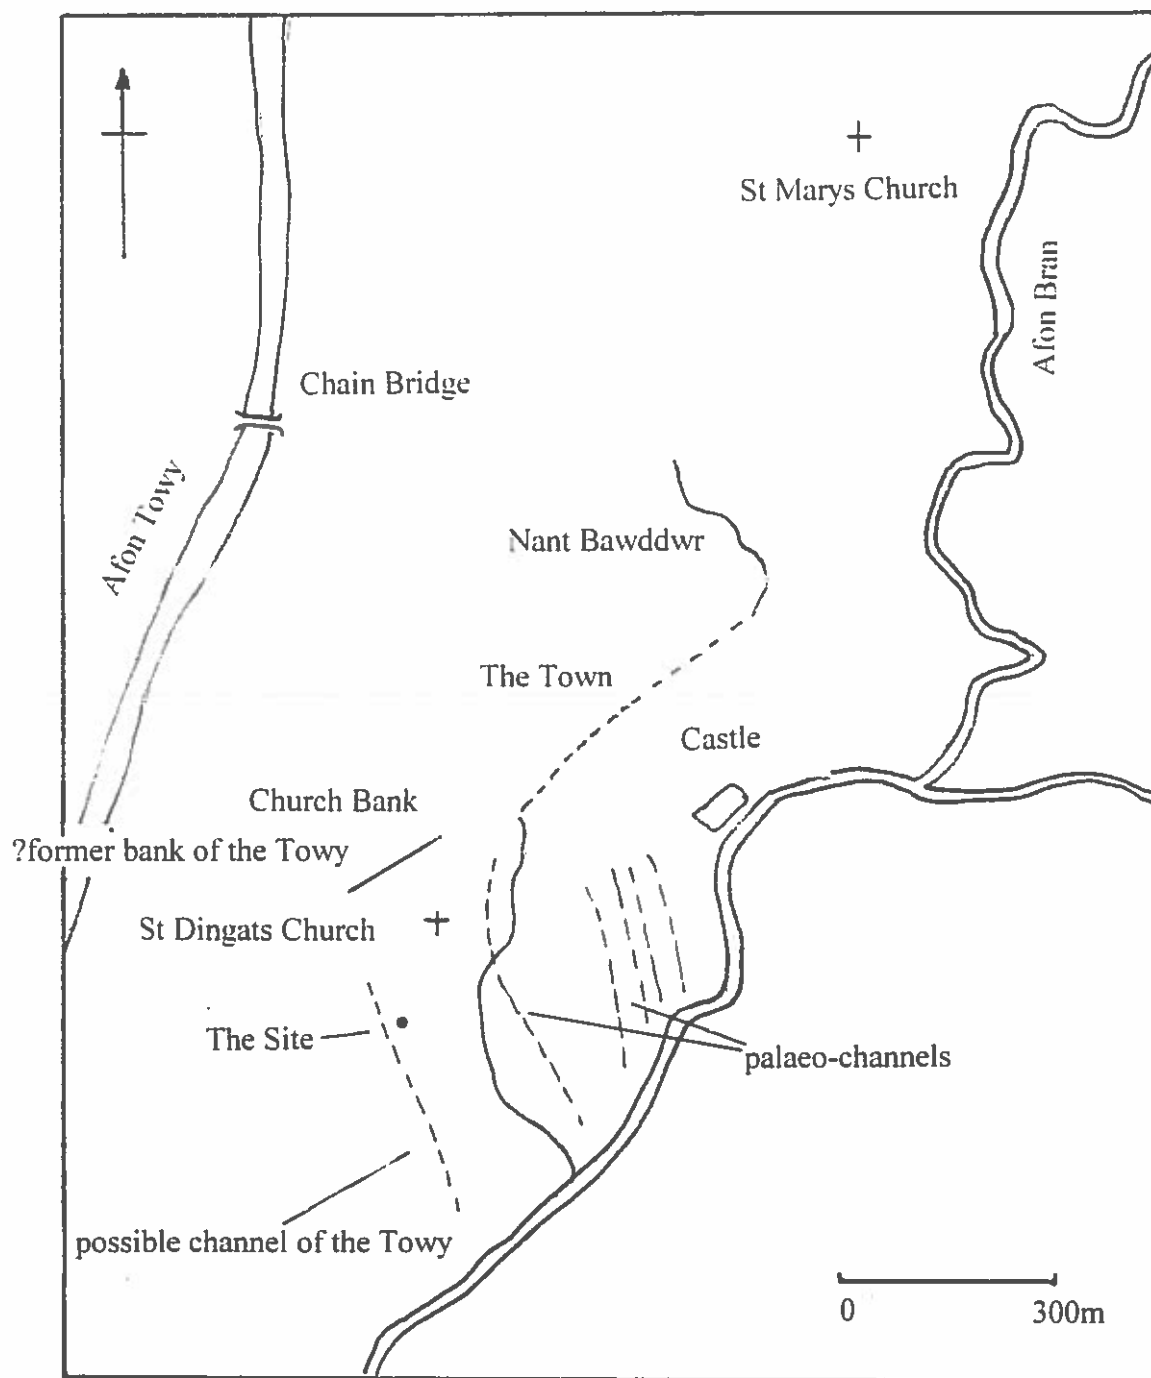 St Marys Church
Afon Bran
Chain Bridge
Afon Towy
Nant Bawddwr
The Town
Castle
Church Bank
?former bank of the Towy
St Dingats Church
The Site
palaeo-channels
possible channel of the Towy
0 300m